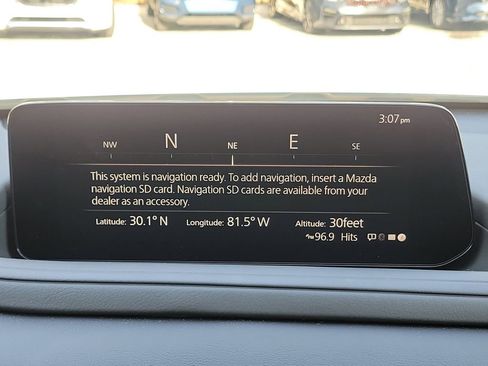 3:07pm
NW N NE E SE
This system is navigation ready. To add navigation, insert a Mazda
navigation SD card. Navigation SD cards are available from your
dealer as an accessory.
Latitude: 30.1° N Longitude: 81.5° W Altitude: 30feet
96.9 Hits